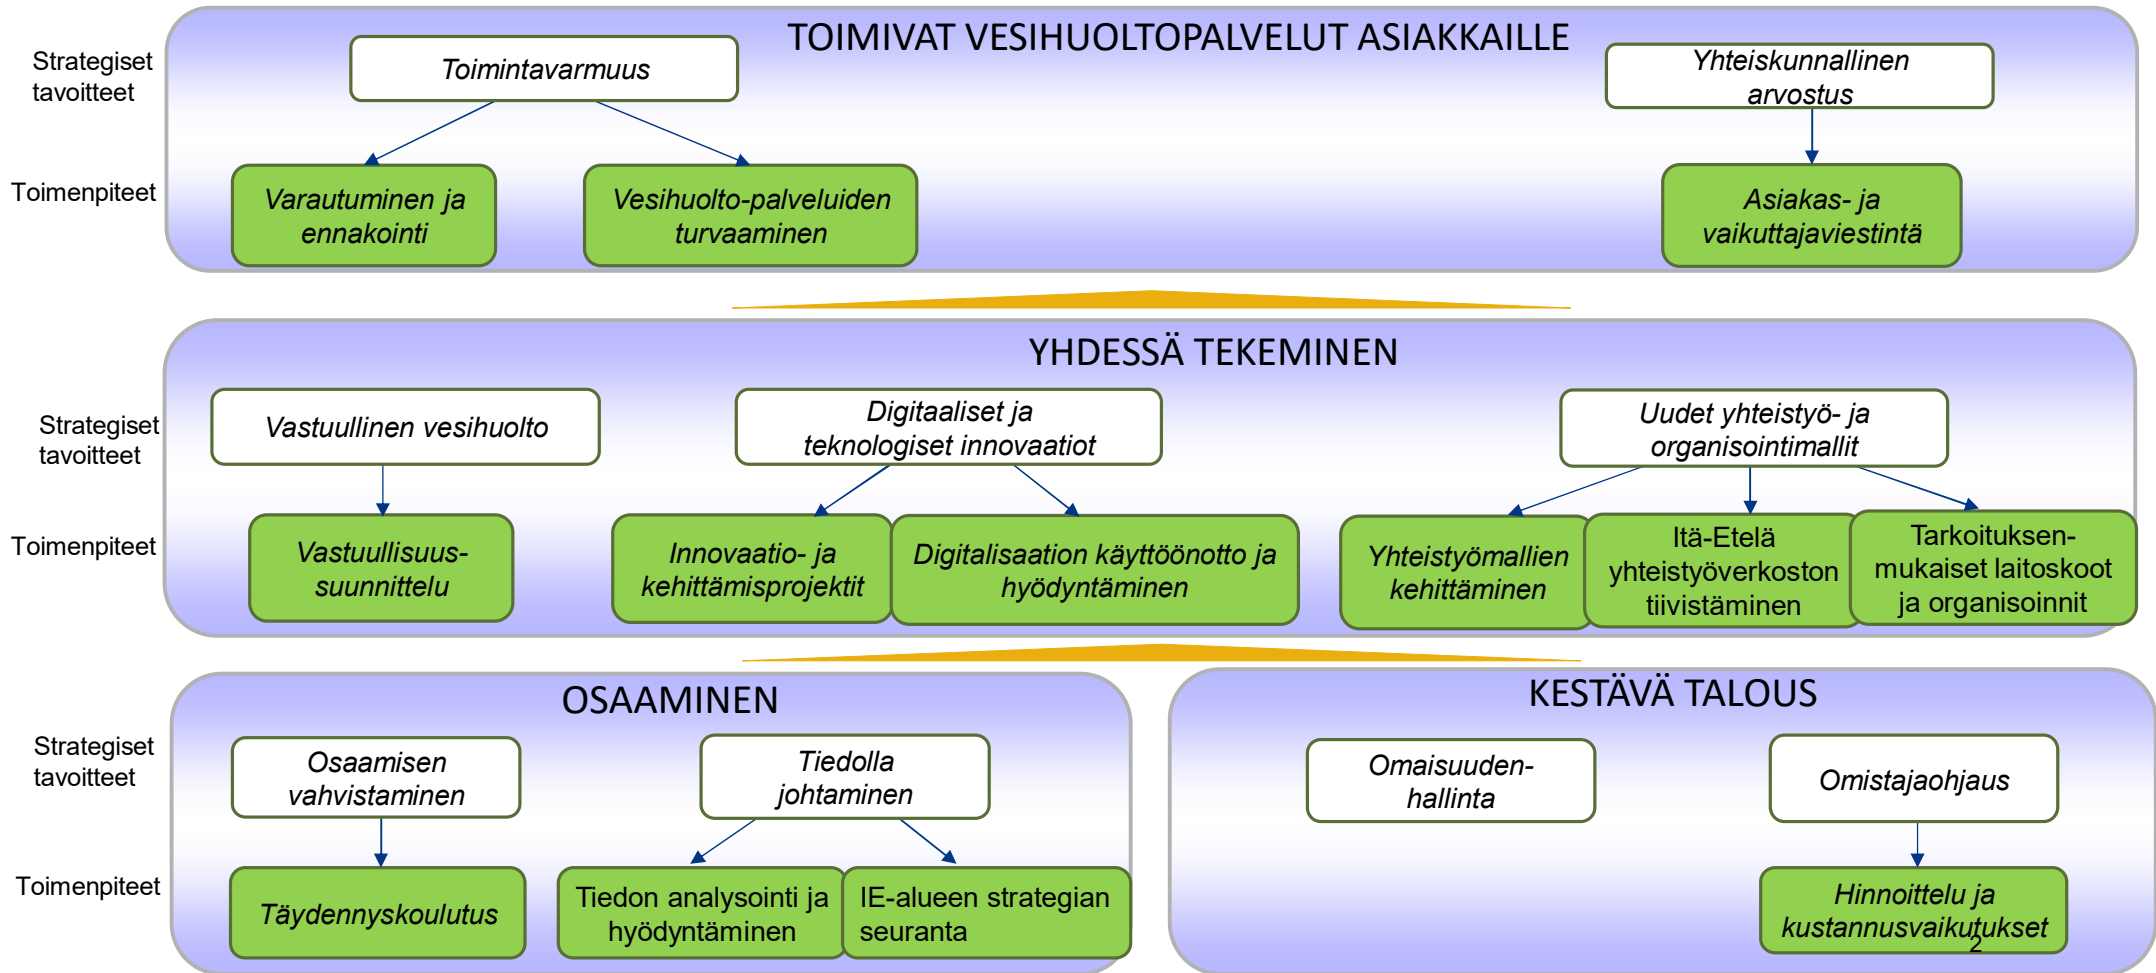 TOIMIVAT VESIHUOLTOPALVELUT ASIAKKAILLE
Strategiset
tavoitteet
Toimintavarmuus
Yhteiskunnallinen
arvostus
Toimenpiteet
Varautuminen ja
ennakointi
Vesihuolto-palveluiden
turvaaminen
Asiakas- ja
vaikuttajaviestintä
YHDESSÄ TEKEMINEN
Strategiset
tavoitteet
Vastuullinen vesihuolto
Digitaaliset ja
teknologiset innovaatiot
Uudet yhteistyö- ja
organisointimallit
Toimenpiteet
Vastuullisuus-
suunnittelu
Innovaatio- ja
kehittämisprojektit
Digitalisaation käyttöönotto ja
hyödyntäminen
Yhteistyömallien
kehittäminen
Itä-Etelä
yhteistyöverkoston
tiivistäminen
Tarkoituksen-
mukaiset laitoskoot
ja organisoinnit
OSAAMINEN
Strategiset
tavoitteet
Osaamisen
vahvistaminen
Tiedolla
johtaminen
Toimenpiteet
Täydennyskoulutus
Tiedon analysointi ja
hyödyntäminen
IE-alueen strategian
seuranta
KESTÄVÄ TALOUS
Omaisuuden-
hallinta
Omistajaohjaus
Hinnoittelu ja
kustannusvaikutukset
2